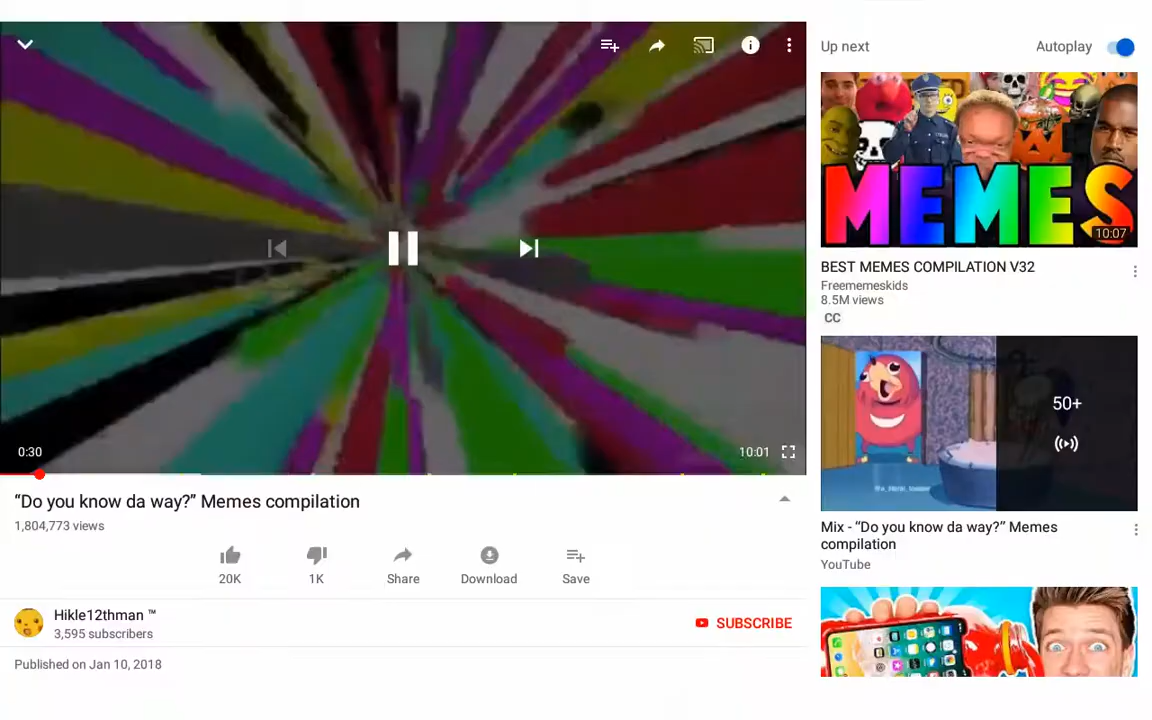 Up next
Autoplay
0:30
10:01
MEMES
10:07
BEST MEMES COMPILATION V32
Freememeskids
8.5M views
CC
50+
“Do you know da way?” Memes compilation
1,804,773 views
Mix - “Do you know da way?” Memes
compilation
YouTube
20K
1K
Share
Download
Save
Hikle12thman ™
3,595 subscribers
SUBSCRIBE
Published on Jan 10, 2018